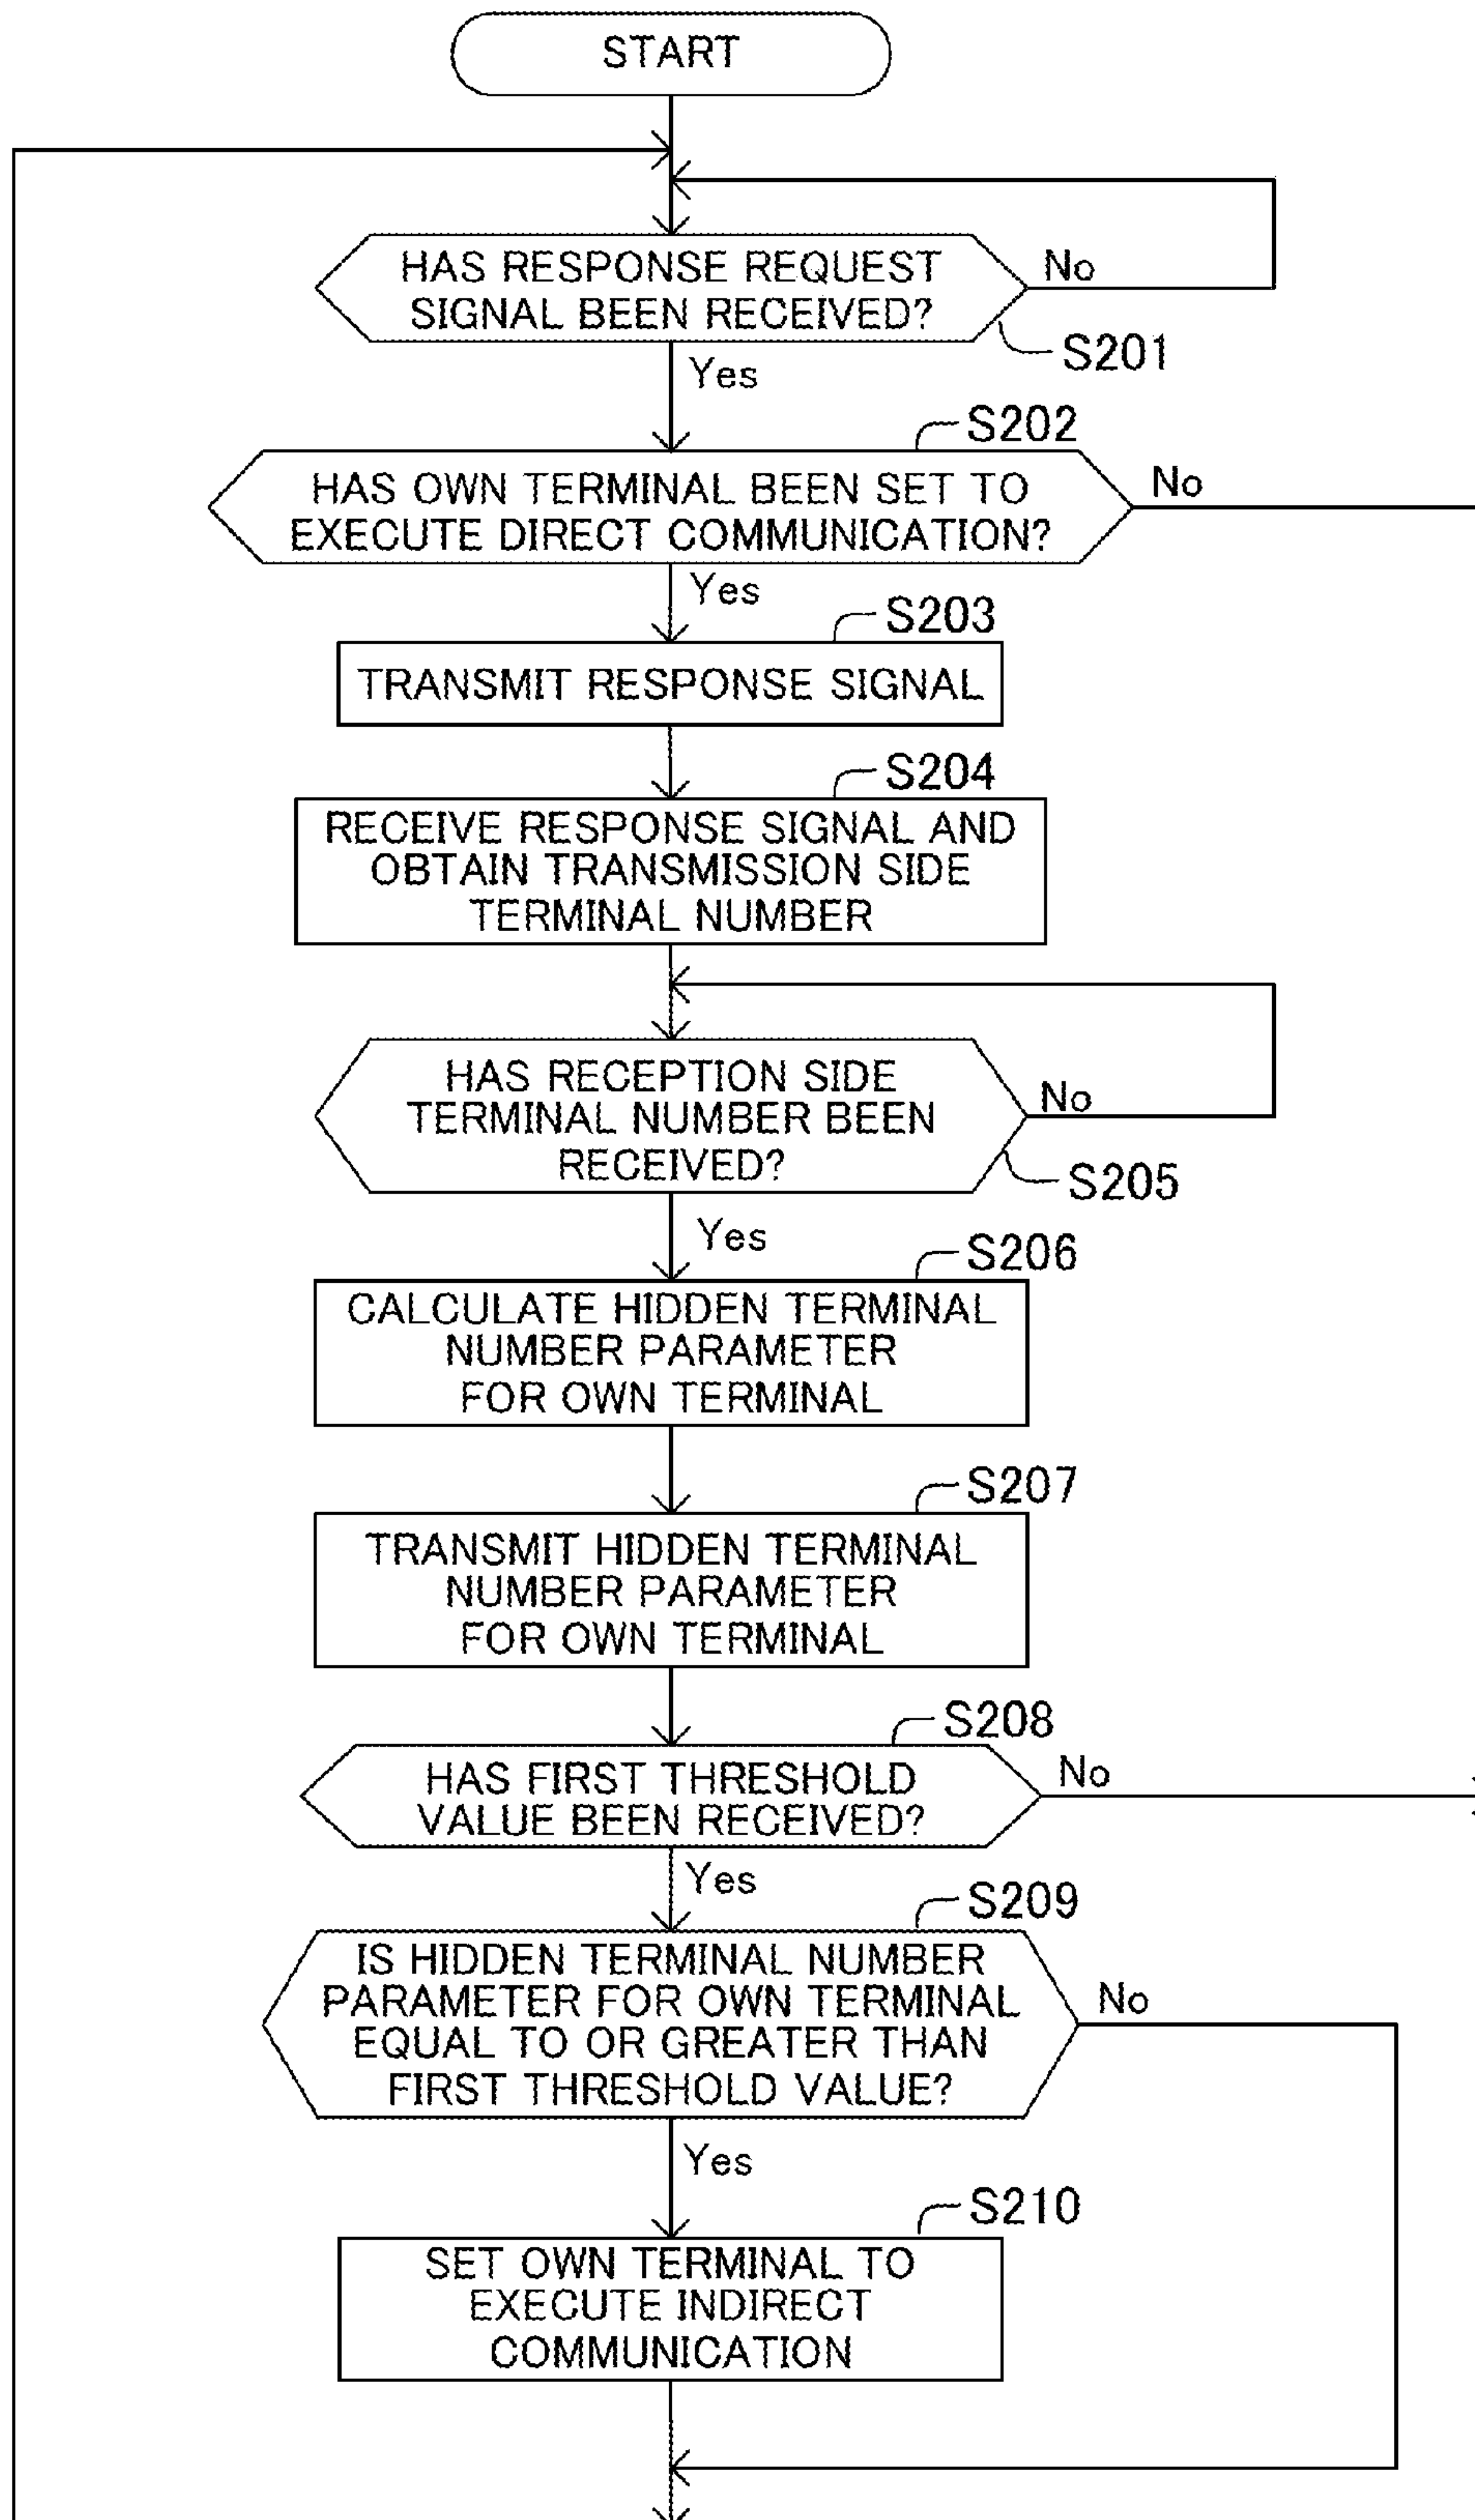 START
HAS RESPONSE REQUEST
SIGNAL BEEN RECEIVED?
No
S201
Yes
S202
HAS OWN TERMINAL BEEN SET TO
EXECUTE DIRECT COMMUNICATION?
No
Yes
S203
TRANSMIT RESPONSE SIGNAL
S204
RECEIVE RESPONSE SIGNAL AND
OBTAIN TRANSMISSION SIDE
TERMINAL NUMBER
HAS RECEPTION SIDE
TERMINAL NUMBER BEEN
RECEIVED?
No
S205
Yes
S206
CALCULATE HIDDEN TERMINAL
NUMBER PARAMETER
FOR OWN TERMINAL
S207
TRANSMIT HIDDEN TERMINAL
NUMBER PARAMETER
FOR OWN TERMINAL
S208
HAS FIRST THRESHOLD
VALUE BEEN RECEIVED?
No
Yes
S209
IS HIDDEN TERMINAL NUMBER
PARAMETER FOR OWN TERMINAL
EQUAL TO OR GREATER THAN
FIRST THRESHOLD VALUE?
No
Yes
S210
SET OWN TERMINAL TO
EXECUTE INDIRECT
COMMUNICATION